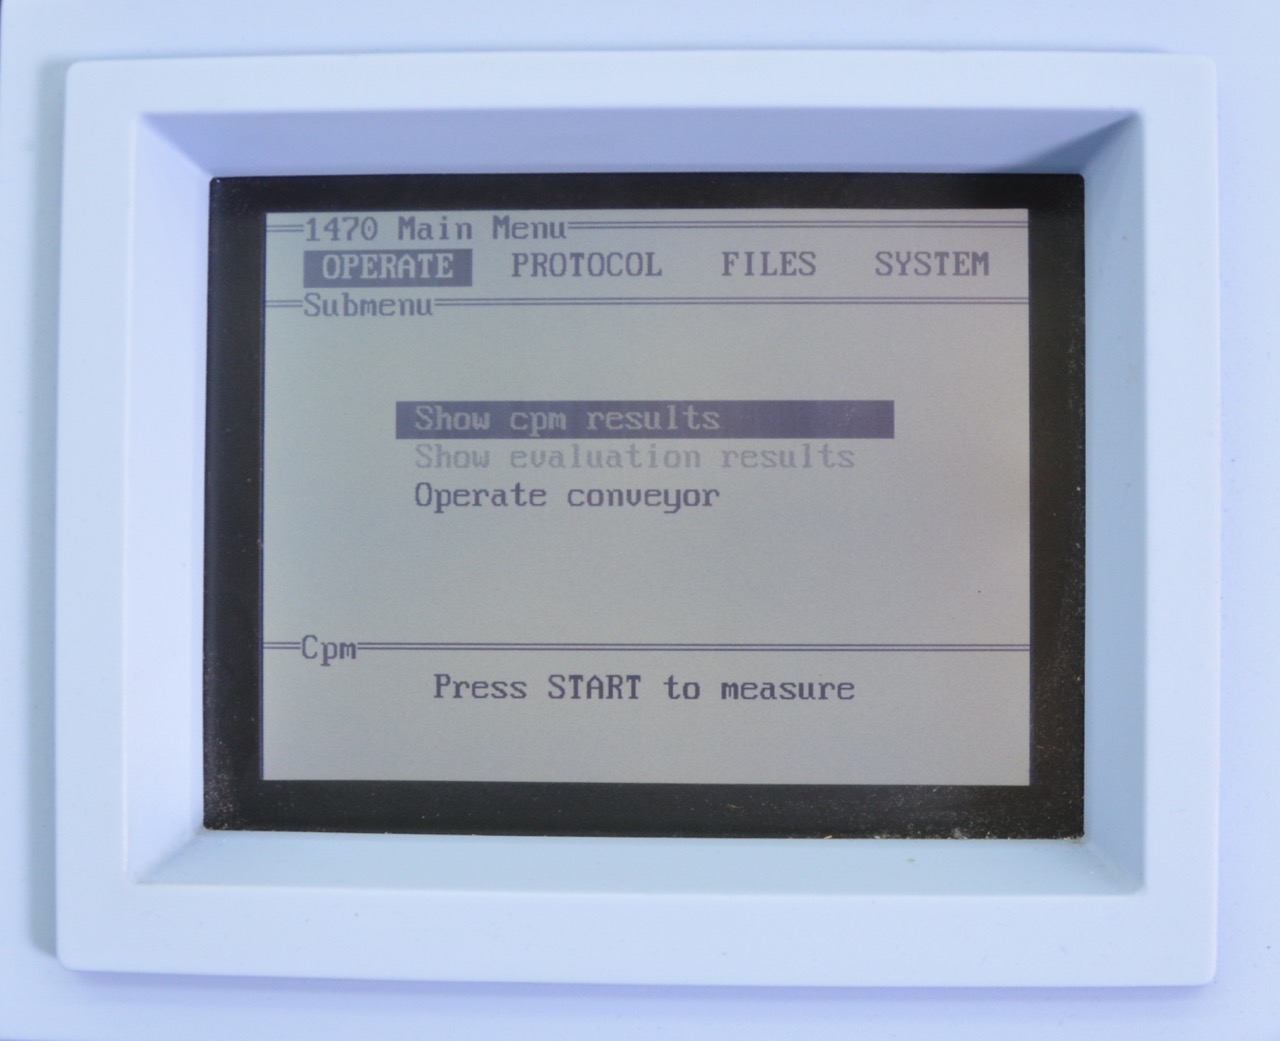 1470 Main Menu
OPERATE PROTOCOL FILES SYSTEM
Submenu
Show cpm results
Show evaluation results
Operate conveyor
Cpm
Press START to measure